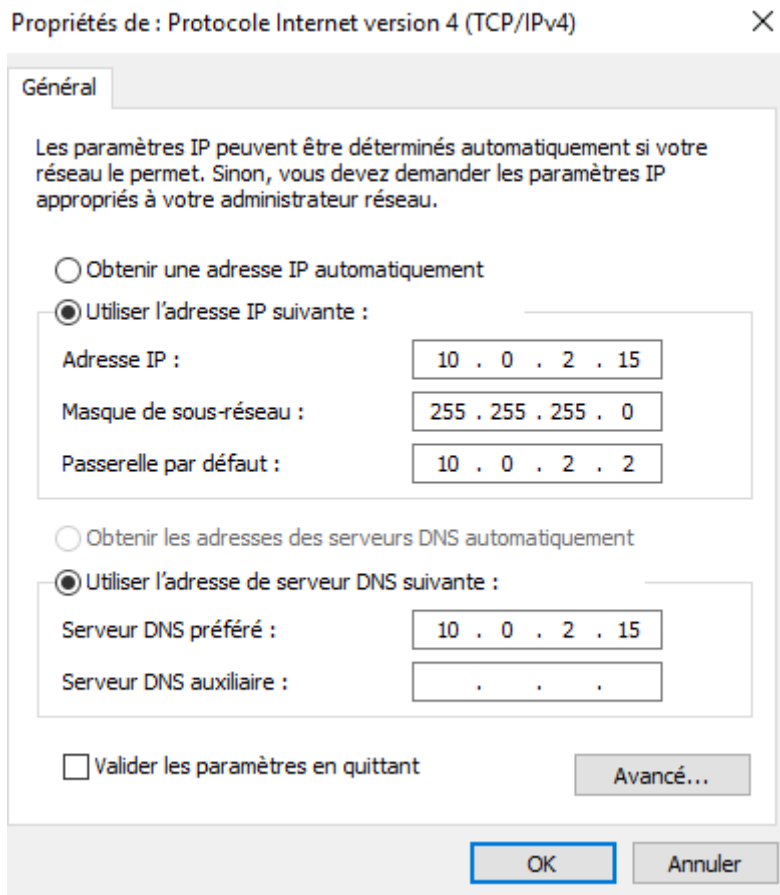 Propriétés de : Protocole Internet version 4 (TCP/IPv4)
Général
Les paramètres IP peuvent être déterminés automatiquement si votre
réseau le permet. Sinon, vous devez demander les paramètres IP
appropriés à votre administrateur réseau.
Obtenir une adresse IP automatiquement
Utiliser l'adresse IP suivante :
Adresse IP : 10 . 0 . 2 . 15
Masque de sous-réseau : 255 . 255 . 255 . 0
Passerelle par défaut : 10 . 0 . 2 . 2
Obtenir les adresses des serveurs DNS automatiquement
Utiliser l'adresse de serveur DNS suivante :
Serveur DNS préféré : 10 . 0 . 2 . 15
Serveur DNS auxiliaire : . . .
Valider les paramètres en quittant
Avancé...
OK Annuler